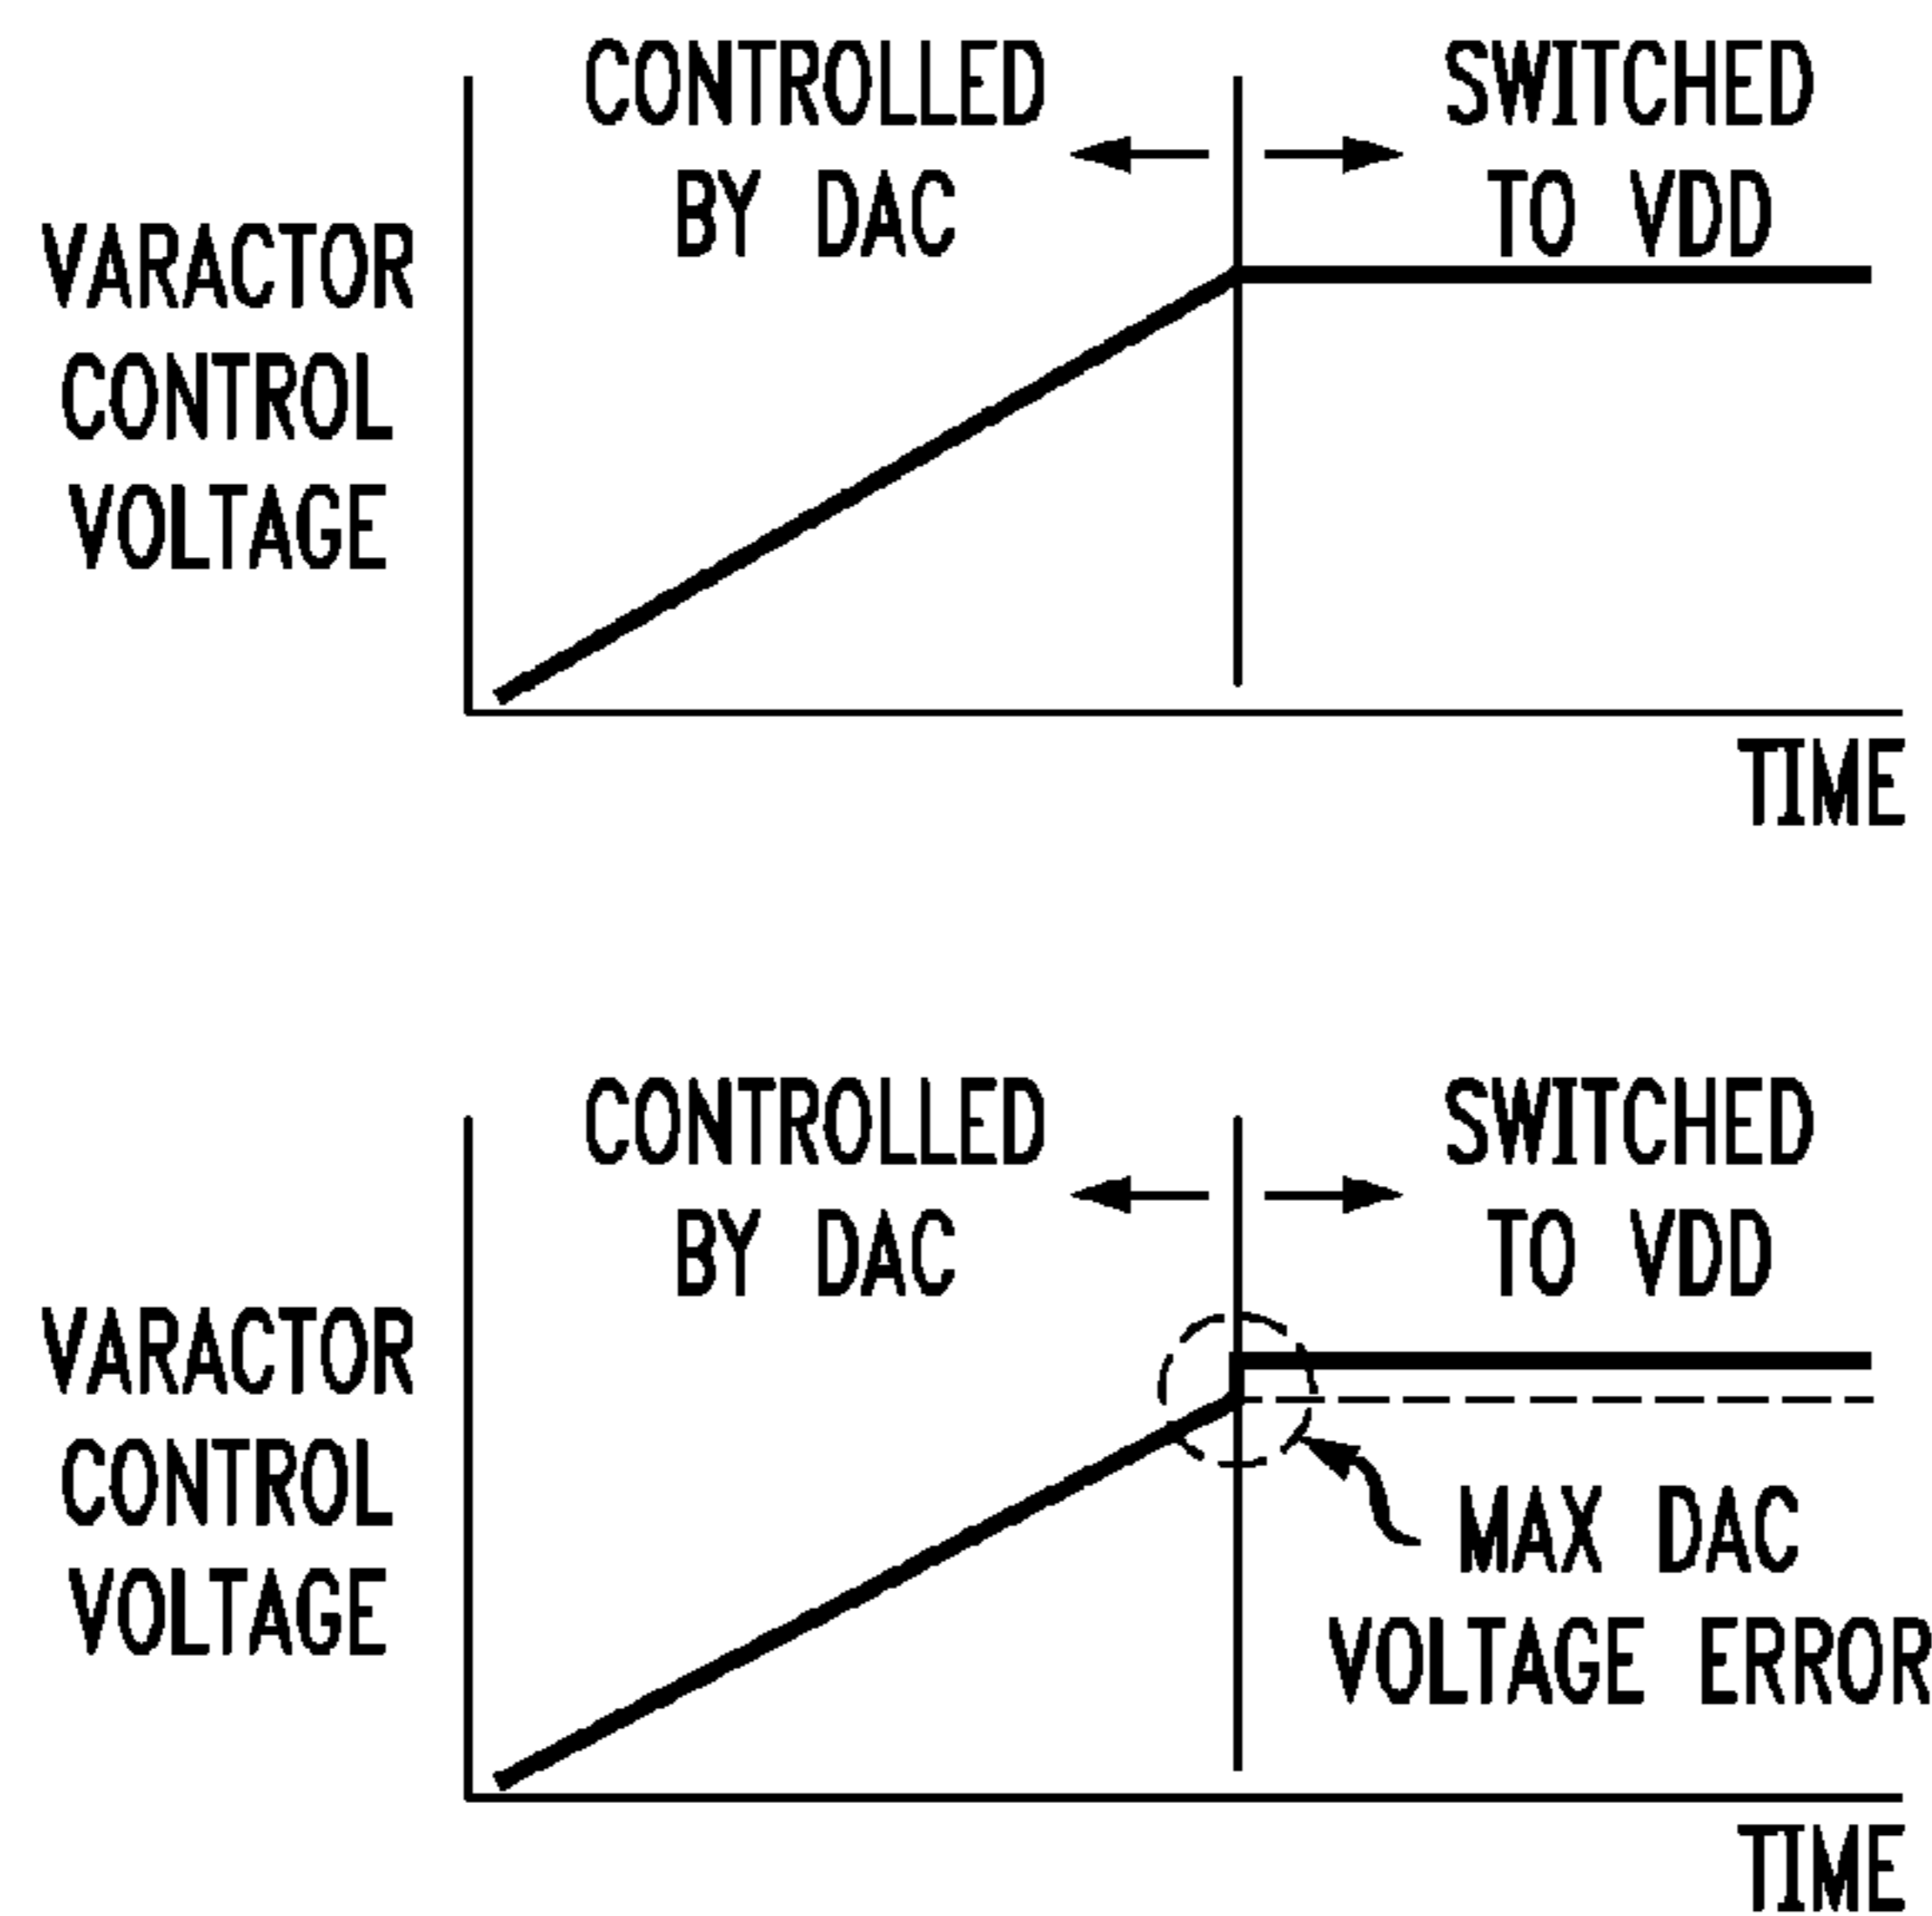 CONTROLLED
BY DAC
SWITCHED
TO VDD
VARACTOR
CONTROL
VOLTAGE
TIME
CONTROLLED
BY DAC
SWITCHED
TO VDD
VARACTOR
CONTROL
VOLTAGE
MAX DAC
VOLTAGE ERROR
TIME